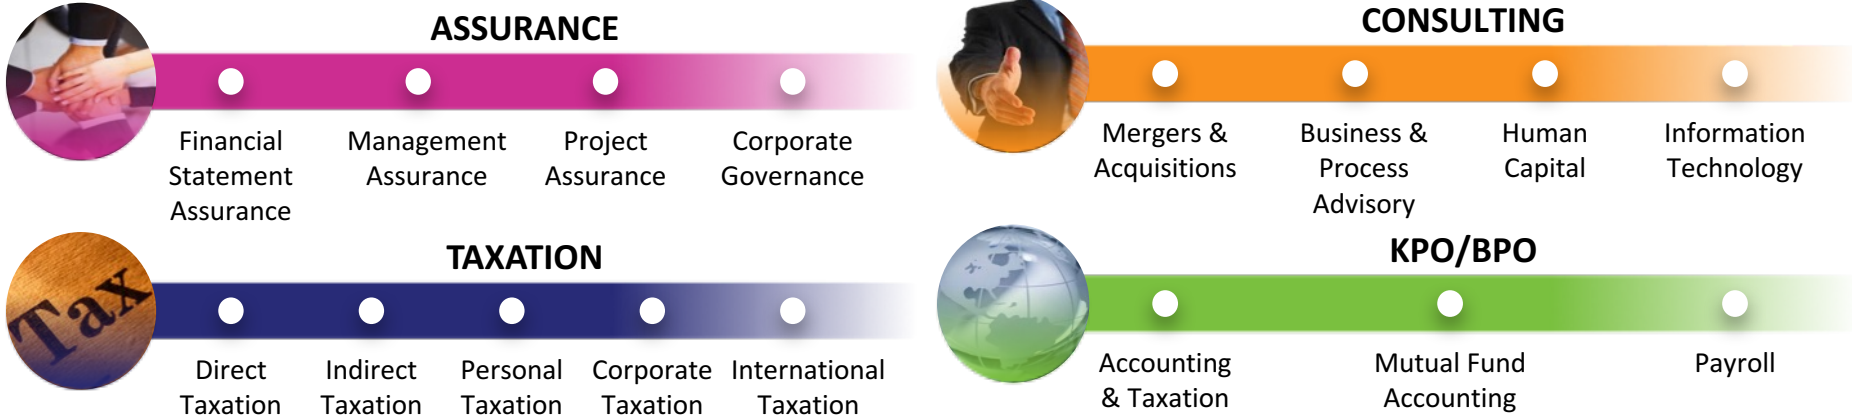 ASSURANCE
Financial
Statement
Assurance
Management
Assurance
Project
Assurance
Corporate
Governance
CONSULTING
Mergers &
Acquisitions
Business &
Process
Advisory
Human
Capital
Information
Technology
TAXATION
Tax
Direct
Taxation
Indirect
Taxation
Personal
Taxation
Corporate
Taxation
International
Taxation
KPO/BPO
Accounting
& Taxation
Mutual Fund
Accounting
Payroll